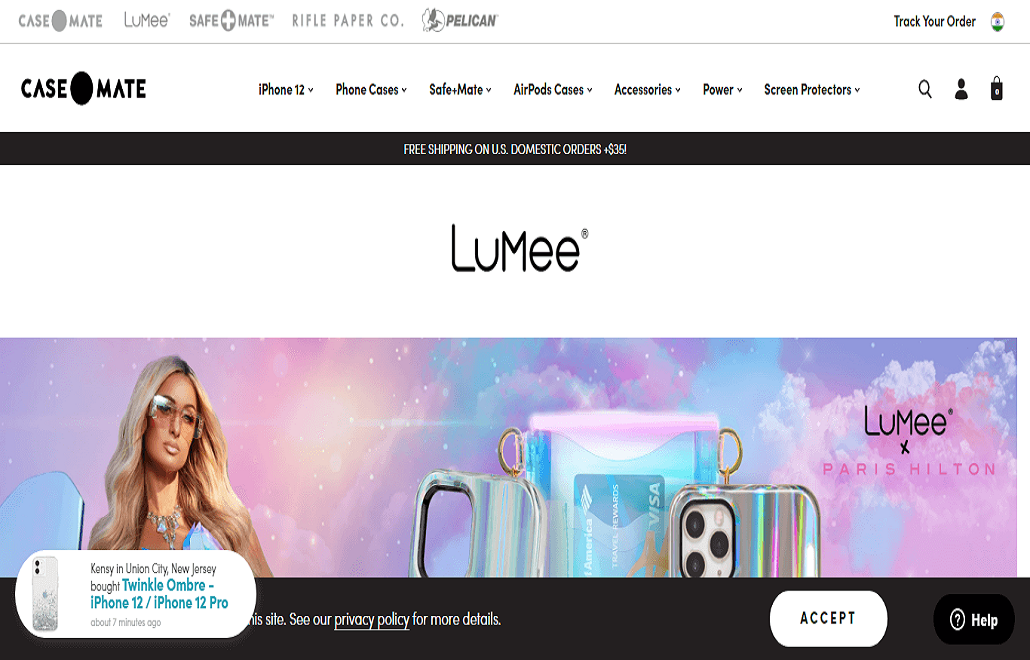 CASE MATE LuMee® SAFE+MATE™ RIFLE PAPER CO. PELICAN™ Track Your Order
CASE MATE iPhone 12 Phone Cases Safe+Mate AirPods Cases Accessories Power Screen Protectors 0
FREE SHIPPING ON U.S. DOMESTIC ORDERS +$35!
LuMee®
LuMee®
x
PARIS HILTON
of America
TRAVEL REWARDS
VISA
Kensy in Union City, New Jersey
bought Twinkle Ombre -
iPhone 12 / iPhone 12 Pro
about 7 minutes ago
this site. See our privacy policy for more details.
ACCEPT
Help